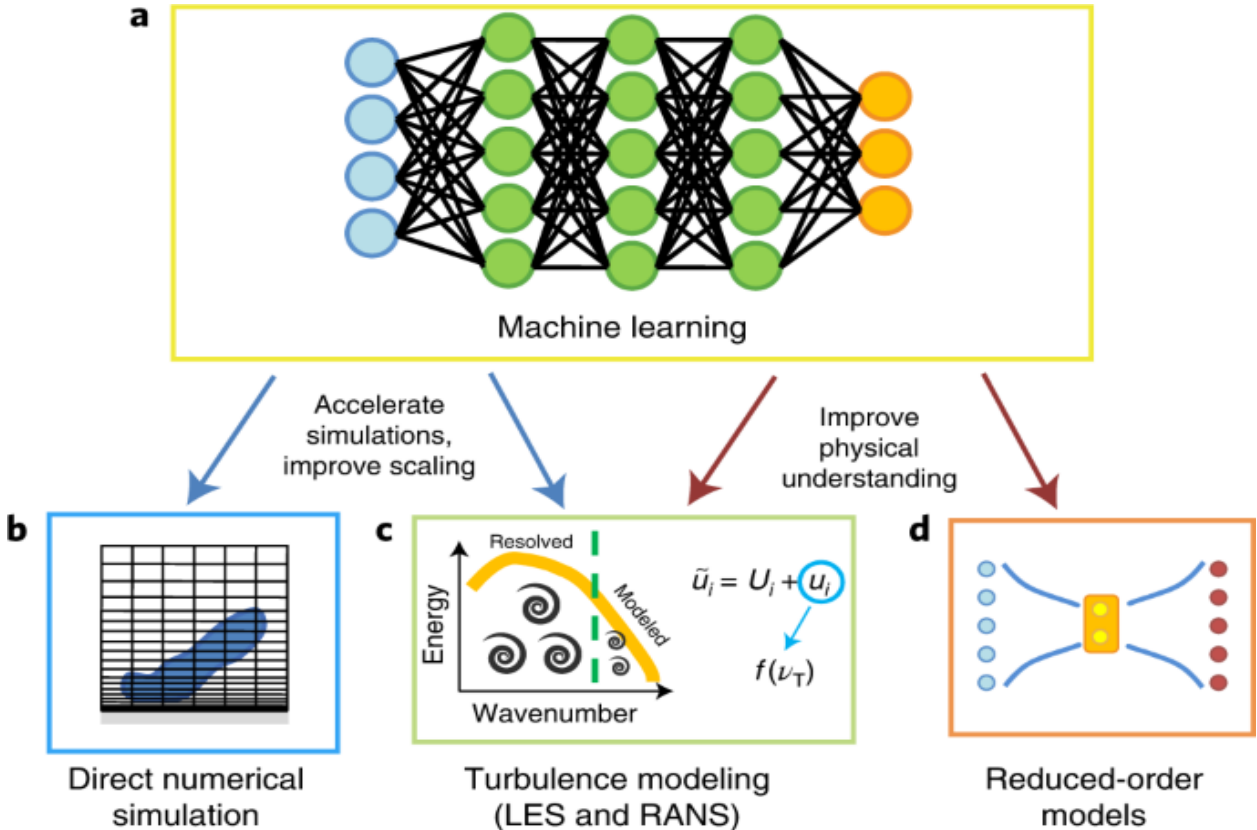 a
Machine learning
Accelerate
simulations,
improve scaling
Improve
physical
understanding
b
Direct numerical
simulation
c
Resolved
Modeled
Energy
Wavenumber
ũᵢ = Uᵢ + uᵢ
f(ν_T)
Turbulence modeling
(LES and RANS)
d
Reduced-order
models